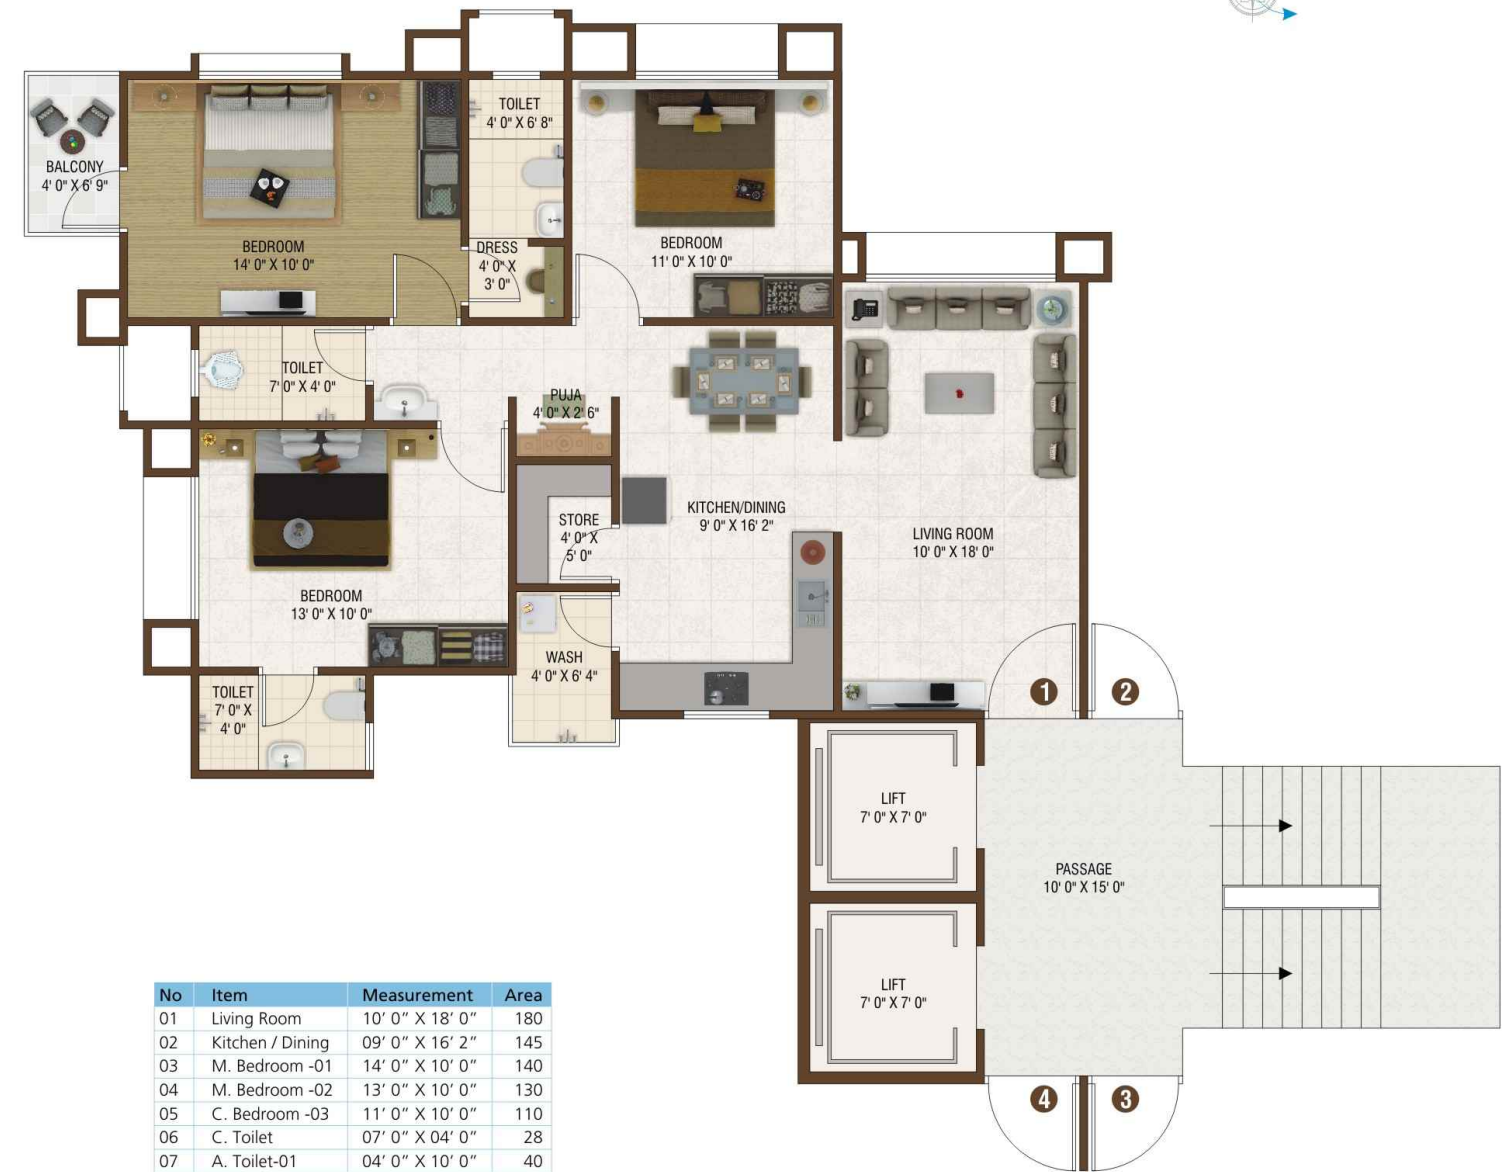 TOILET
4' 0" X 6' 8"
BALCONY
4' 0" X 6' 9"
BEDROOM
14' 0" X 10' 0"
DRESS
4' 0" X
3' 0"
BEDROOM
11' 0" X 10' 0"
TOILET
7' 0" X 4' 0"
PUJA
4' 0" X 2' 6"
STORE
4' 0" X
5' 0"
KITCHEN/DINING
9' 0" X 16' 2"
LIVING ROOM
10' 0" X 18' 0"
BEDROOM
13' 0" X 10' 0"
WASH
4' 0" X 6' 4"
TOILET
7' 0" X
4' 0"
1
2
LIFT
7' 0" X 7' 0"
PASSAGE
10' 0" X 15' 0"
LIFT
7' 0" X 7' 0"
4
3
No Item Measurement Area
01 Living Room 10' 0" X 18' 0" 180
02 Kitchen / Dining 09' 0" X 16' 2" 145
03 M. Bedroom -01 14' 0" X 10' 0" 140
04 M. Bedroom -02 13' 0" X 10' 0" 130
05 C. Bedroom -03 11' 0" X 10' 0" 110
06 C. Toilet 07' 0" X 04' 0" 28
07 A. Toilet-01 04' 0" X 10' 0" 40